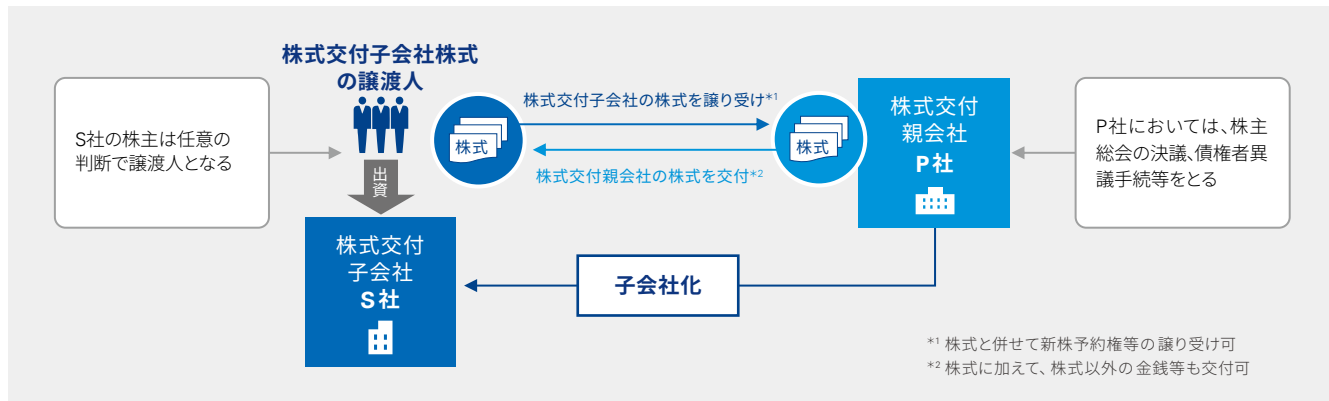 株式交付子会社株式
の譲渡人
S社の株主は任意の
判断で譲渡人となる
株式
株式交付子会社の株式を譲り受け*1
株式交付親会社の株式を交付*2
株式
株式交付
親会社
P社
P社においては、株主
総会の決議、債権者異
議手続等をとる
出資
株式交付
子会社
S社
子会社化
*1 株式と併せて新株予約権等の譲り受け可
*2 株式に加えて、株式以外の金銭等も交付可